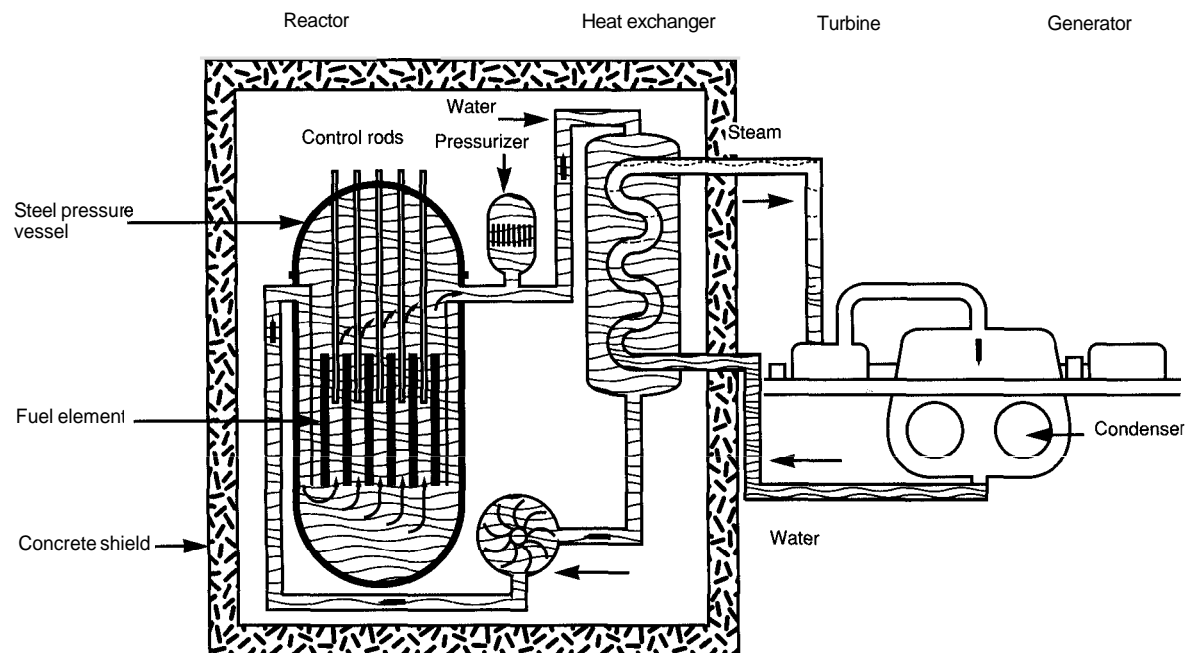 Reactor
Heat exchanger
Turbine
Generator
Water
Steam
Control rods
Pressurizer
Steel pressure
vessel
Fuel element
Condenser
Concrete shield
Water